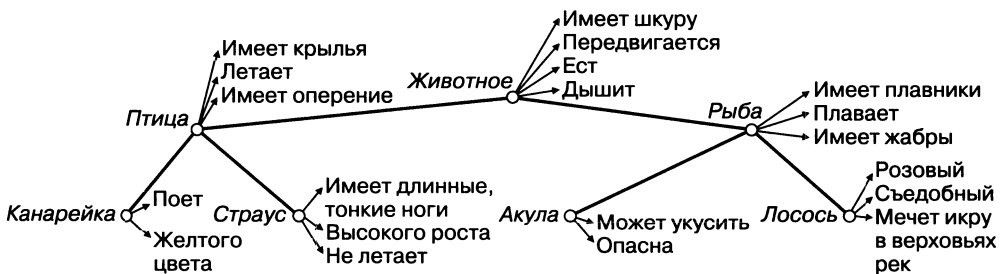 Животное
Имеет шкуру
Передвигается
Ест
Дышит
Птица
Имеет крылья
Летает
Имеет оперение
Рыба
Имеет плавники
Плавает
Имеет жабры
Канарейка
Поет
Желтого
цвета
Страус
Имеет длинные,
тонкие ноги
Высокого роста
Не летает
Акула
Может укусить
Опасна
Лосось
Розовый
Съедобный
Мечет икру
в верховьях
рек